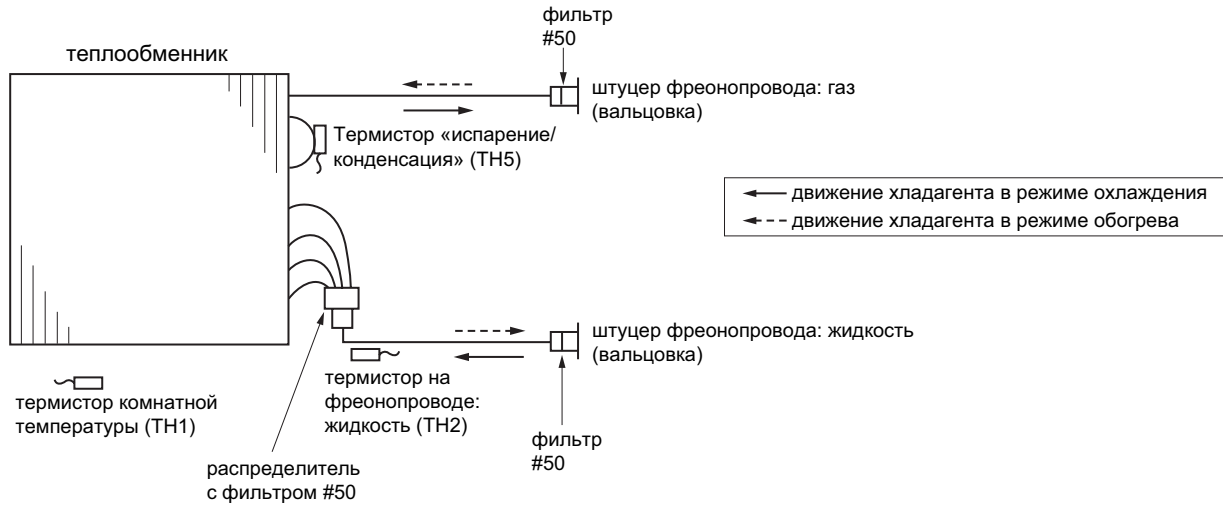 фильтр
#50
теплообменник
штуцер фреонопровода: газ
(вальцовка)
Термистор «испарение/
конденсация» (TH5)
движение хладагента в режиме охлаждения
движение хладагента в режиме обогрева
штуцер фреонопровода: жидкость
(вальцовка)
термистор комнатной
температуры (TH1)
термистор на
фреонопроводе:
жидкость (TH2)
фильтр
#50
распределитель
с фильтром #50